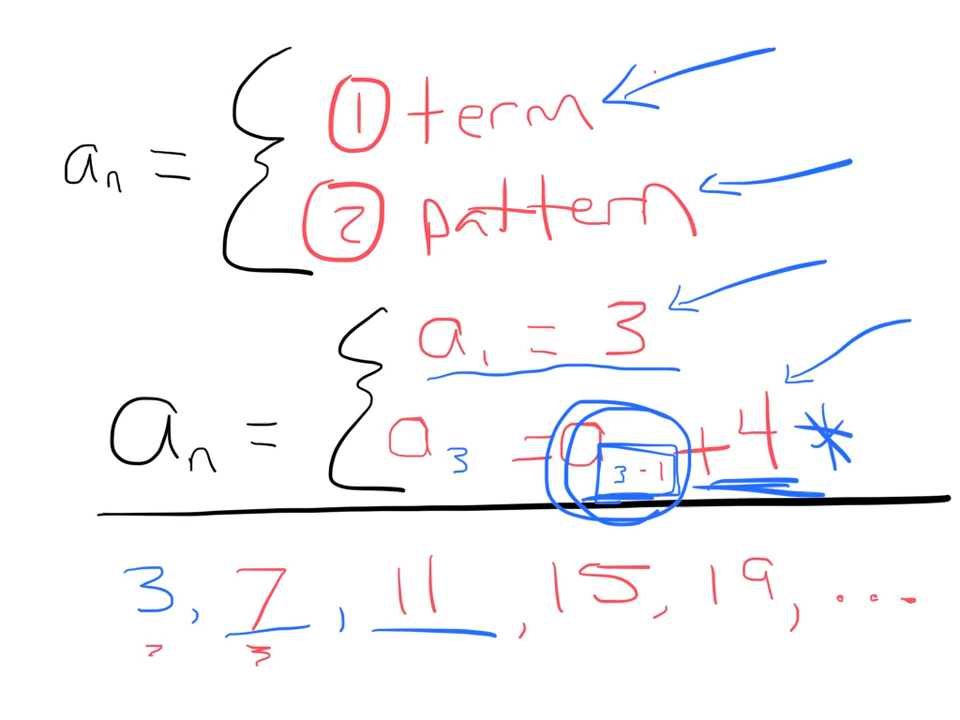 aₙ = { ① term
② pattern
aₙ = { a₁ = 3
a₃ = a₃₋₁ + 4 *
3, 7, 11, 15, 19, ...